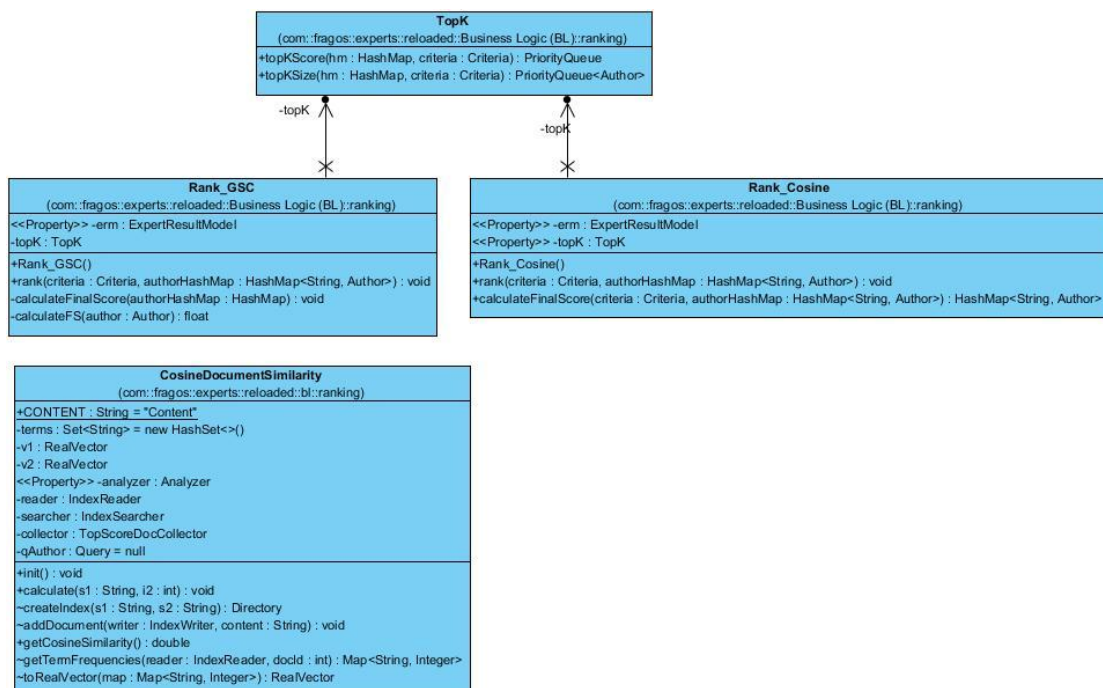 TopK
(com::fragos::experts::reloaded::Business Logic (BL)::ranking)
+topKScore(hm : HashMap, criteria : Criteria) : PriorityQueue
+topKSize(hm : HashMap, criteria : Criteria) : PriorityQueue<Author>
-topK
-topK
Rank_GSC
(com::fragos::experts::reloaded::Business Logic (BL)::ranking)
<<Property>> -erm : ExpertResultModel
-topK : TopK
+Rank_GSC()
+rank(criteria : Criteria, authorHashMap : HashMap<String, Author>) : void
-calculateFinalScore(authorHashMap : HashMap) : void
-calculateFS(author : Author) : float
Rank_Cosine
(com::fragos::experts::reloaded::Business Logic (BL)::ranking)
<<Property>> -erm : ExpertResultModel
<<Property>> -topK : TopK
+Rank_Cosine()
+rank(criteria : Criteria, authorHashMap : HashMap<String, Author>) : void
+calculateFinalScore(criteria : Criteria, authorHashMap : HashMap<String, Author>) : HashMap<String, Author>
CosineDocumentSimilarity
(com::fragos::experts::reloaded::bl::ranking)
+CONTENT : String = "Content"
-terms : Set<String> = new HashSet<>()
-v1 : RealVector
-v2 : RealVector
<<Property>> -analyzer : Analyzer
-reader : IndexReader
-searcher : IndexSearcher
-collector : TopScoreDocCollector
-qAuthor : Query = null
+init() : void
+calculate(s1 : String, i2 : int) : void
~createIndex(s1 : String, s2 : String) : Directory
~addDocument(writer : IndexWriter, content : String) : void
+getCosineSimilarity() : double
~getTermFrequencies(reader : IndexReader, docId : int) : Map<String, Integer>
~toRealVector(map : Map<String, Integer>) : RealVector